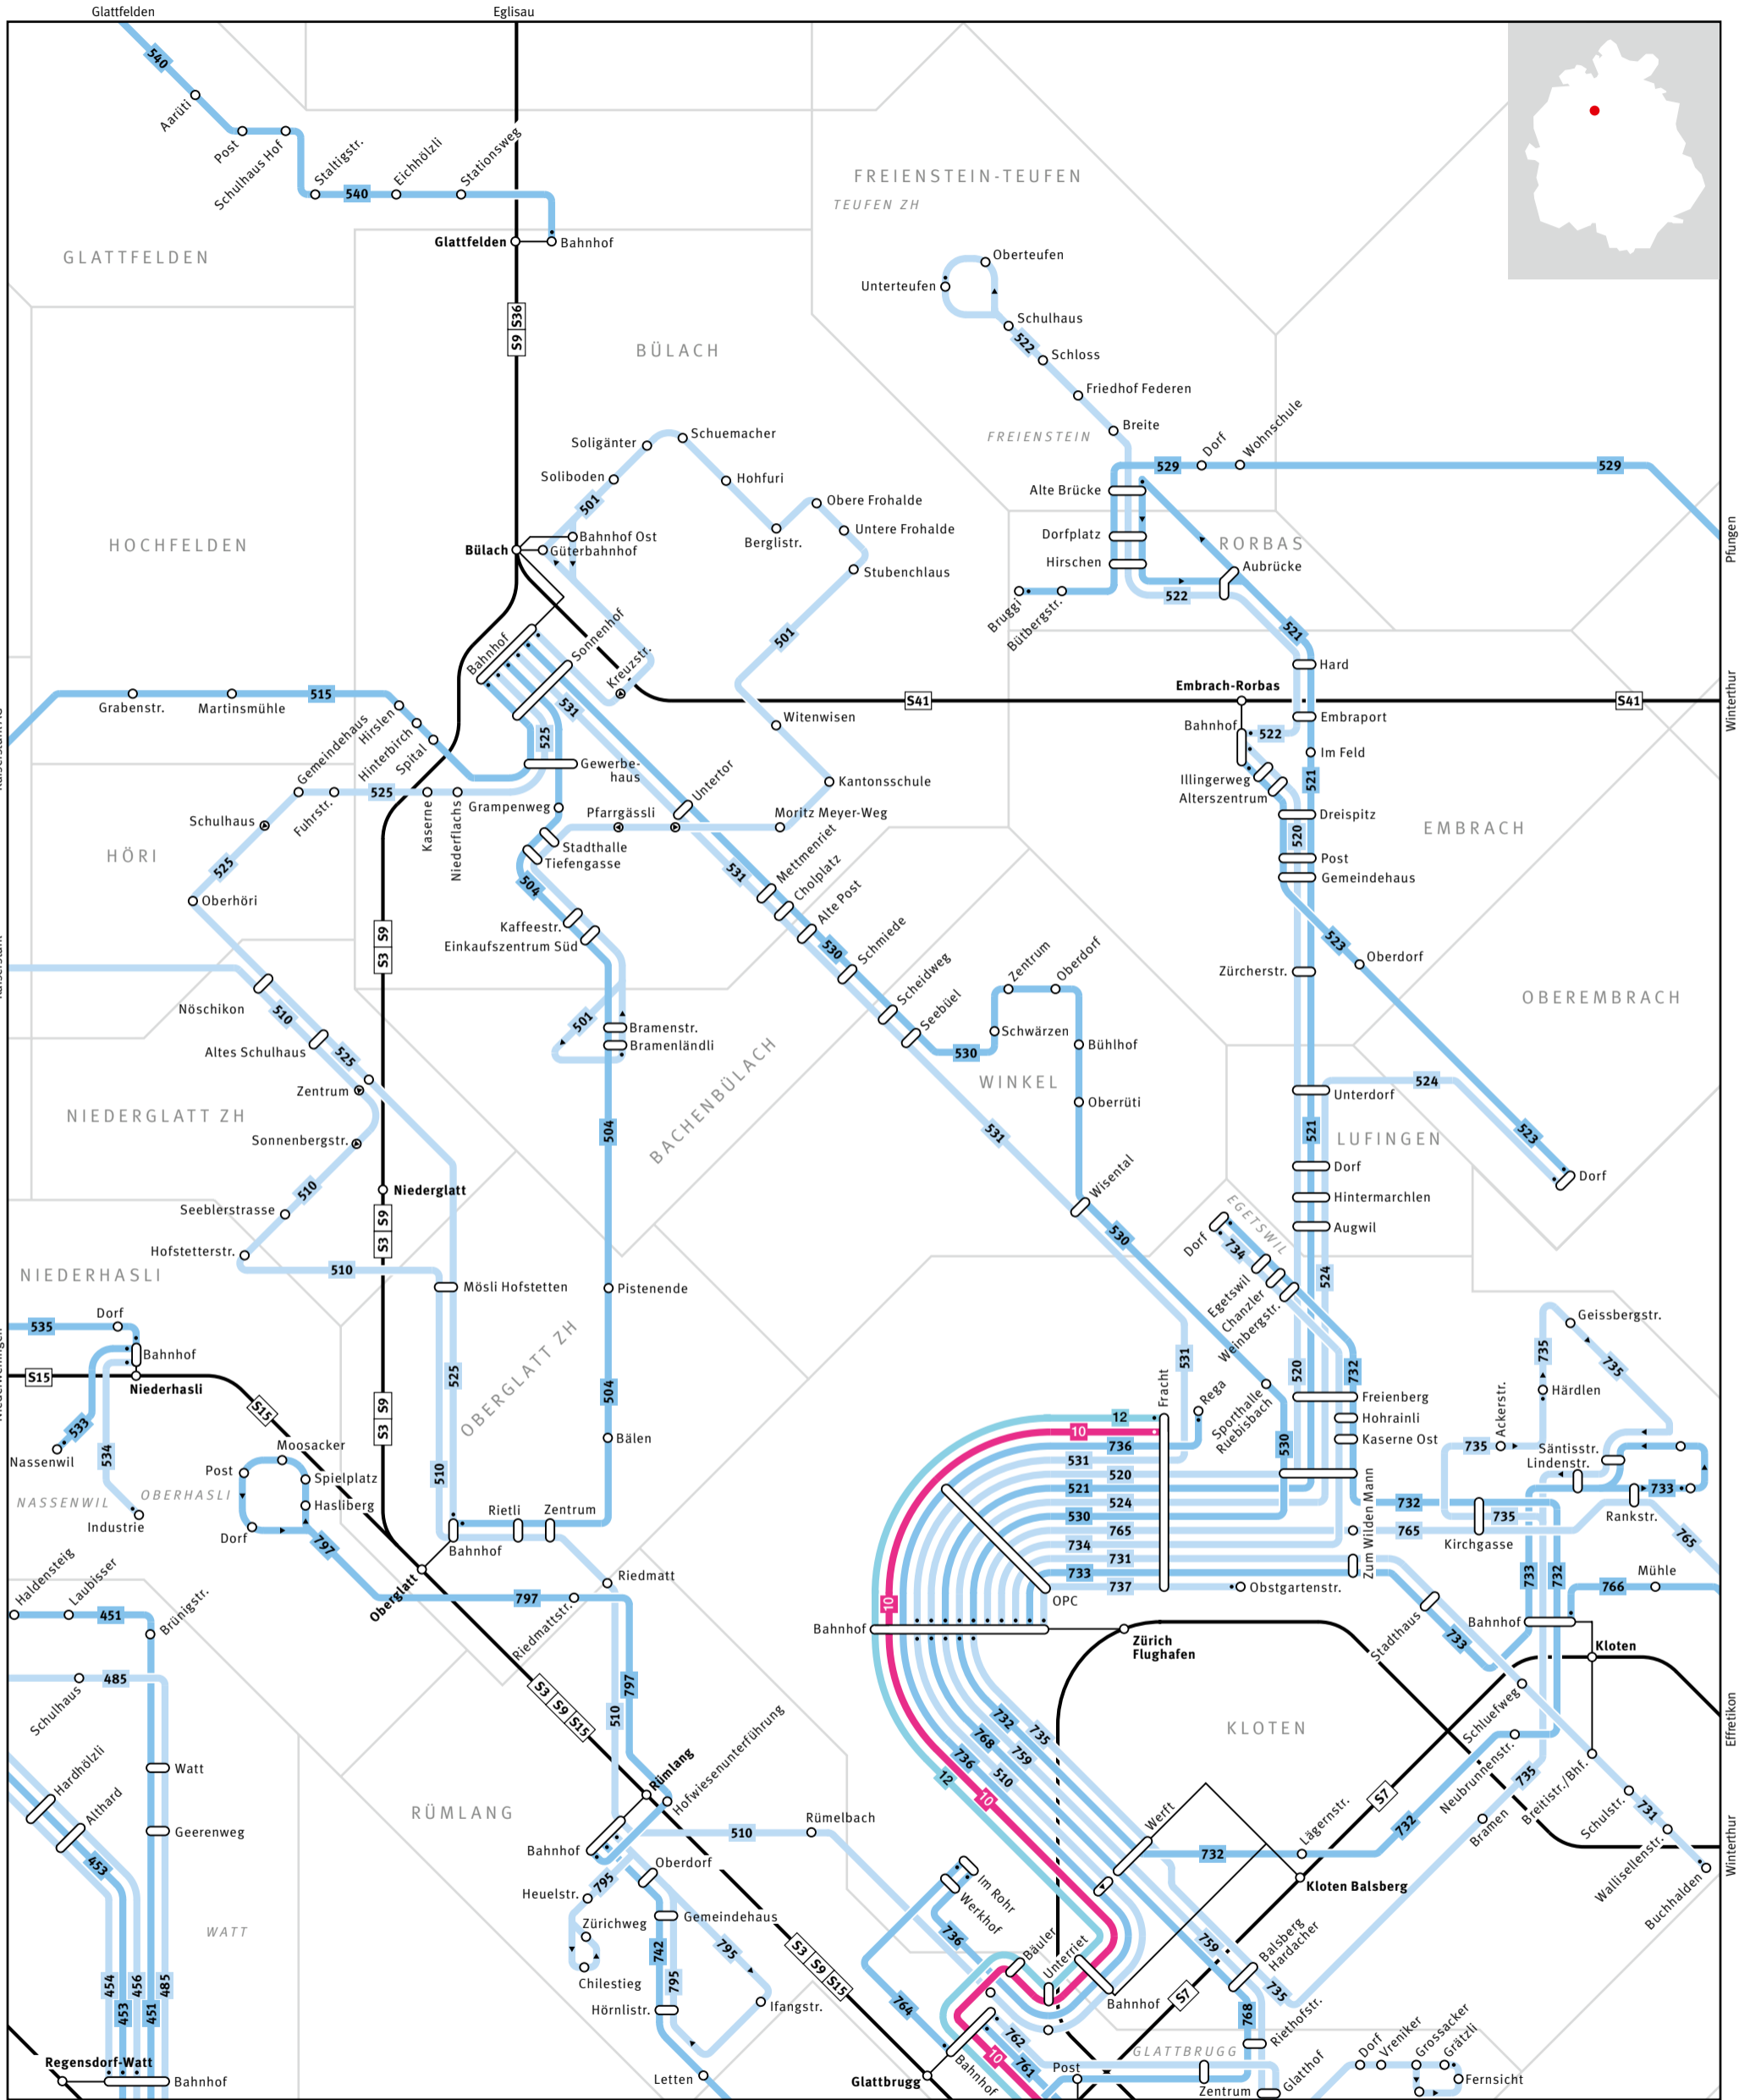 Glattfelden
Eglisau
540
Aarüti
Post
Schulhaus Hof
Staltigstr.
Eichhölzli
Stationsweg
540
Glattfelden
Bahnhof
GLATTFELDEN
FREIENSTEIN-TEUFEN
TEUFEN ZH
Oberteufen
Unterteufen
Schulhaus
522
Schloss
Friedhof Federen
Breite
FREIENSTEIN
S9 S36
BÜLACH
Soligänter
Schuemacher
Soliboden
Hohfuri
501
Obere Frohalde
Untere Frohalde
Berglistr.
Stubenchlaus
Bahnhof Ost
Güterbahnhof
Bülach
HOCHFELDEN
529
Dorf
Wohnschule
529
Alte Brücke
Dorfplatz
Hirschen
RORBAS
Aubrücke
Bruggi
Bütbergstr.
522
521
Pfungen
Bahnhof
Sonnenhof
Kreuzstr.
501
531
525
Hard
S41
Embrach-Rorbas
S41
Winterthur
Grabenstr.
Martinsmühle
515
Hirslen
Hinterbirch
Spital
Gemeindehaus
Fuhrstr.
525
Kaserne
Niederflachs
Schulhaus
HÖRI
525
Oberhöri
Gewerbe-
haus
Grampenweg
Pfarrgässli
Untertor
Moritz Meyer-Weg
Witenwisen
Kantonsschule
Stadthalle
Tiefengasse
504
Kaffeestr.
Einkaufszentrum Süd
531
Mettmenriet
Cholplatz
Alte Post
530
Schmiede
Scheidweg
Seebüel
530
Schwärzen
Zentrum
Oberdorf
Bühlhof
Oberrüti
WINKEL
Bahnhof
522
Embraport
Im Feld
521
Illingerweg
Alterszentrum
Dreispitz
520
Post
Gemeindehaus
EMBRACH
523
Oberdorf
Zürcherstr.
OBEREMBRACH
S3 S9
Nöschikon
510
Altes Schulhaus
525
Zentrum
NIEDERGLATT ZH
Sonnenbergstr.
510
Seeblerstrasse
Niederglatt
S3 S9
Hofstetterstr.
510
Mösli Hofstetten
NIEDERHASLI
501
Bramenstr.
Bramenländli
504
BACHENBÜLACH
Pistenende
531
Wisental
530
Unterdorf
524
521
LUFINGEN
Dorf
Hintermarchlen
Augwil
523
Dorf
524
EGETSWIL
Dorf
734
Egetswil
Chanzler
Weinbergstr.
535
Dorf
Bahnhof
S15
Niederhasli
S15
533
Nassenwil
534
NASSENWIL
Industrie
OBERHASLI
Moosacker
Post
Spielplatz
Hasliberg
Dorf
797
S3 S9
525
510
OBERGLATT ZH
504
Bälen
Rietli
Zentrum
Bahnhof
Oberglatt
797
Riedmatt
Riedmattstr.
531
Rega
Fracht
Sporthalle
Ruebisbach
530
520
732
Freienberg
Hohrainli
Kaserne Ost
Zum Wilden Mann
12
10
736
531
520
521
524
530
765
734
731
733
737
Obstgartenstr.
OPC
10
Bahnhof
Zürich
Flughafen
735
Geissbergstr.
735
Härdlen
Ackerstr.
735
Säntisstr.
Lindenstr.
733
Rankstr.
732
735
765
Kirchgasse
765
733
732
766
Mühle
Bahnhof
Kloten
Stadthaus
733
Schluefweg
Neubrunnenstr.
735
Breitistr./Bhf.
Bramen
Schulstr.
731
Wallisellenstr.
Buchhalden
Effretikon
Winterthur
KLOTEN
Haldensteig
Laubisser
451
Brünigstr.
485
Schulhaus
Hardhölzli
Althard
453
Watt
Geerenweg
WATT
454
453
456
451
485
Regensdorf-Watt
Bahnhof
S3 S9 S15
797
510
RÜMLANG
Rümlang
Hofwiesenunterführung
Bahnhof
510
Rümelbach
Oberdorf
795
Heuelstr.
Zürichweg
Chilestieg
Gemeindehaus
742
795
795
Hörnlistr.
Ifangstr.
Letten
S3 S9 S15
Glattbrugg
732
735
768
759
736
510
12
10
Werft
732
Lägernstr.
732
S7
Kloten Balsberg
Im Rohr
Werkhof
736
Bäuler
Unterriet
Bahnhof
764
759
Balsberg
Hardacher
735
S7
768
Riethofstr.
762
761
10
Bahnhof
Post
GLATTBRUGG
Zentrum
Glatthof
Dorf
Vreniker
Grossacker
Grätzli
Fernsicht